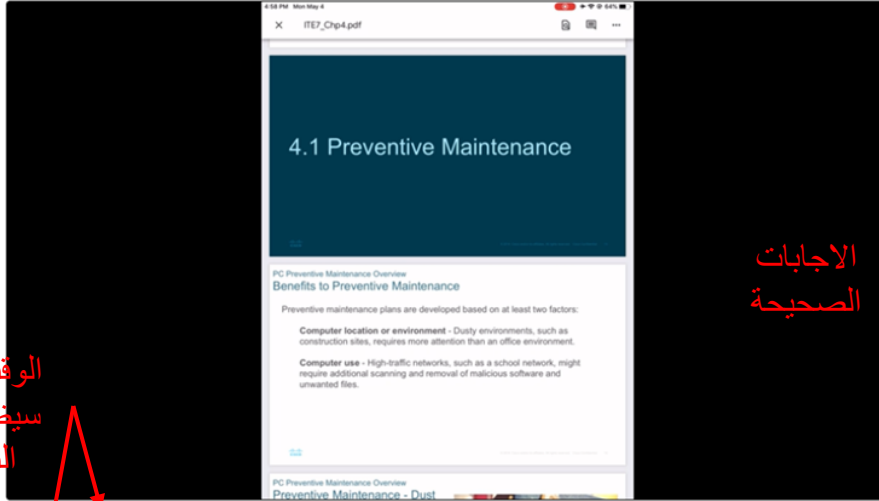 4:58 PM Mon May 4
64%
ITE7_Chp4.pdf
4.1 Preventive Maintenance
PC Preventive Maintenance Overview
Benefits to Preventive Maintenance
Preventive maintenance plans are developed based on at least two factors:
Computer location or environment - Dusty environments, such as
construction sites, requires more attention than an office environment.
Computer use - High-traffic networks, such as a school network, might
require additional scanning and removal of malicious software and
unwanted files.
PC Preventive Maintenance Overview
Preventive Maintenance - Dust
الاجابات
الصحيحة